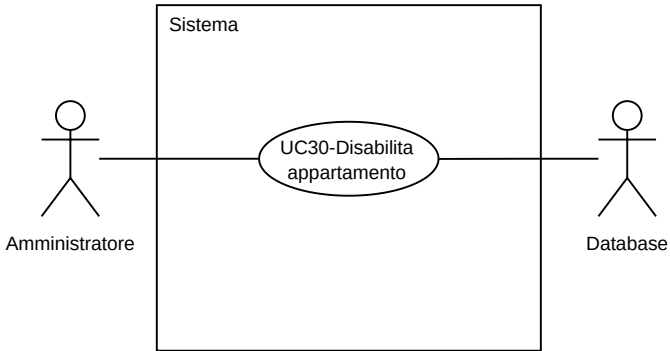 Sistema
UC30-Disabilita
appartamento
Amministratore
Database